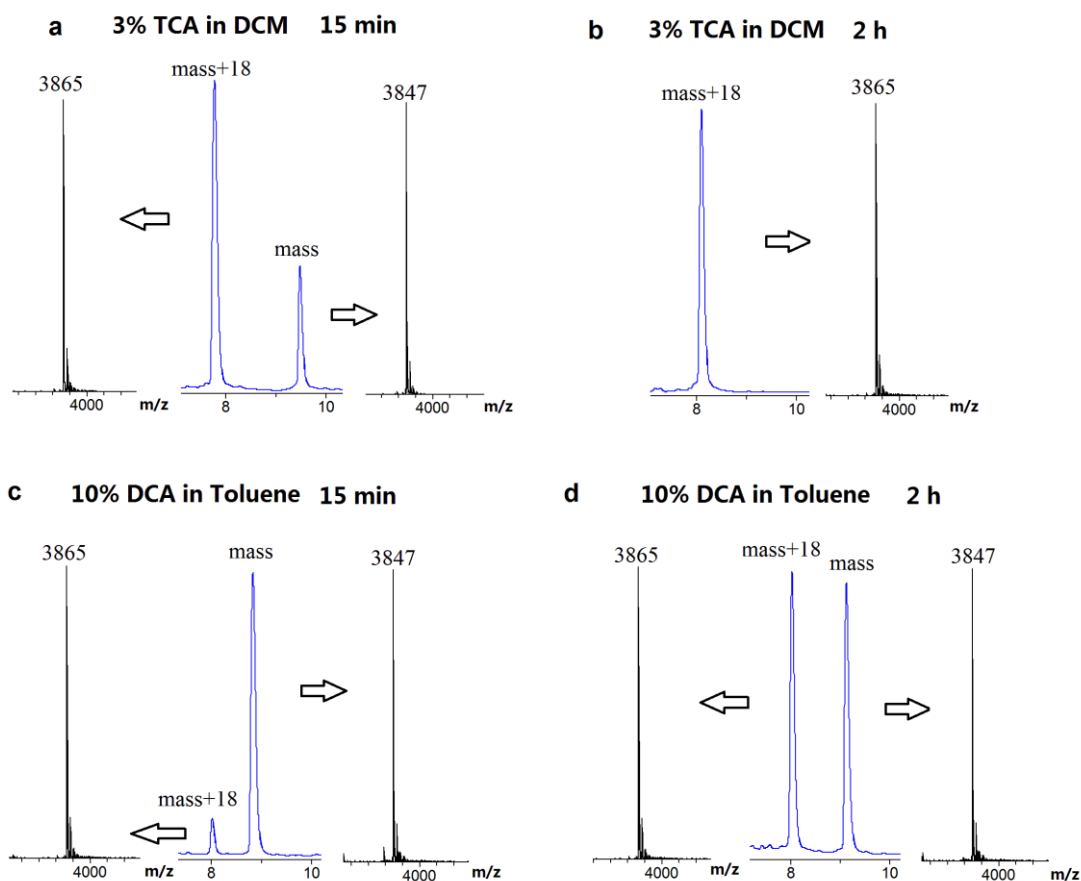 a 3% TCA in DCM 15 min
mass+18
3865
3847
mass
4000 m/z
8 10
4000 m/z
b 3% TCA in DCM 2 h
mass+18
3865
8 10
4000 m/z
c 10% DCA in Toluene 15 min
3865
mass
3847
mass+18
4000
8 10
4000 m/z
d 10% DCA in Toluene 2 h
3865
mass+18
mass
3847
4000
8 10
4000 m/z